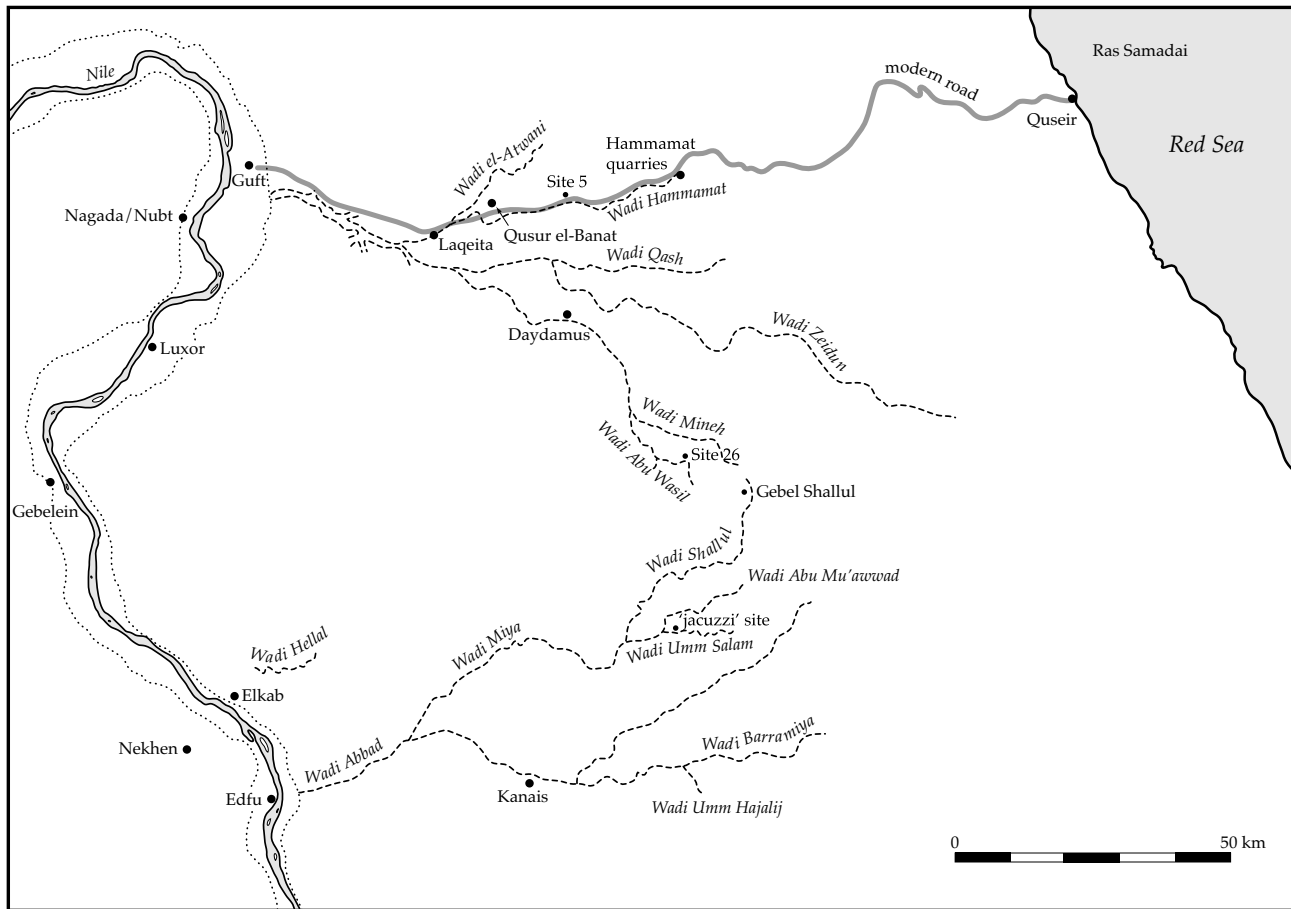 Ras Samadai
Nile
modern road
Quseir
Red Sea
Hammamat
quarries
Wadi el-Atwani
Site 5
Guft
Wadi Hammamat
Nagada/Nubt
Qusur el-Banat
Laqeita
Wadi Qash
Daydamus
Wadi Zeidun
Luxor
Wadi Mineh
Site 26
Wadi Abu Wasil
Gebel Shallul
Gebelein
Wadi Shallul
Wadi Abu Mu'awwad
'jacuzzi' site
Wadi Umm Salam
Wadi Miya
Wadi Hellal
Elkab
Nekhen
Wadi Abbad
Wadi Barramiya
Edfu
Kanais
Wadi Umm Hajalij
0 50 km